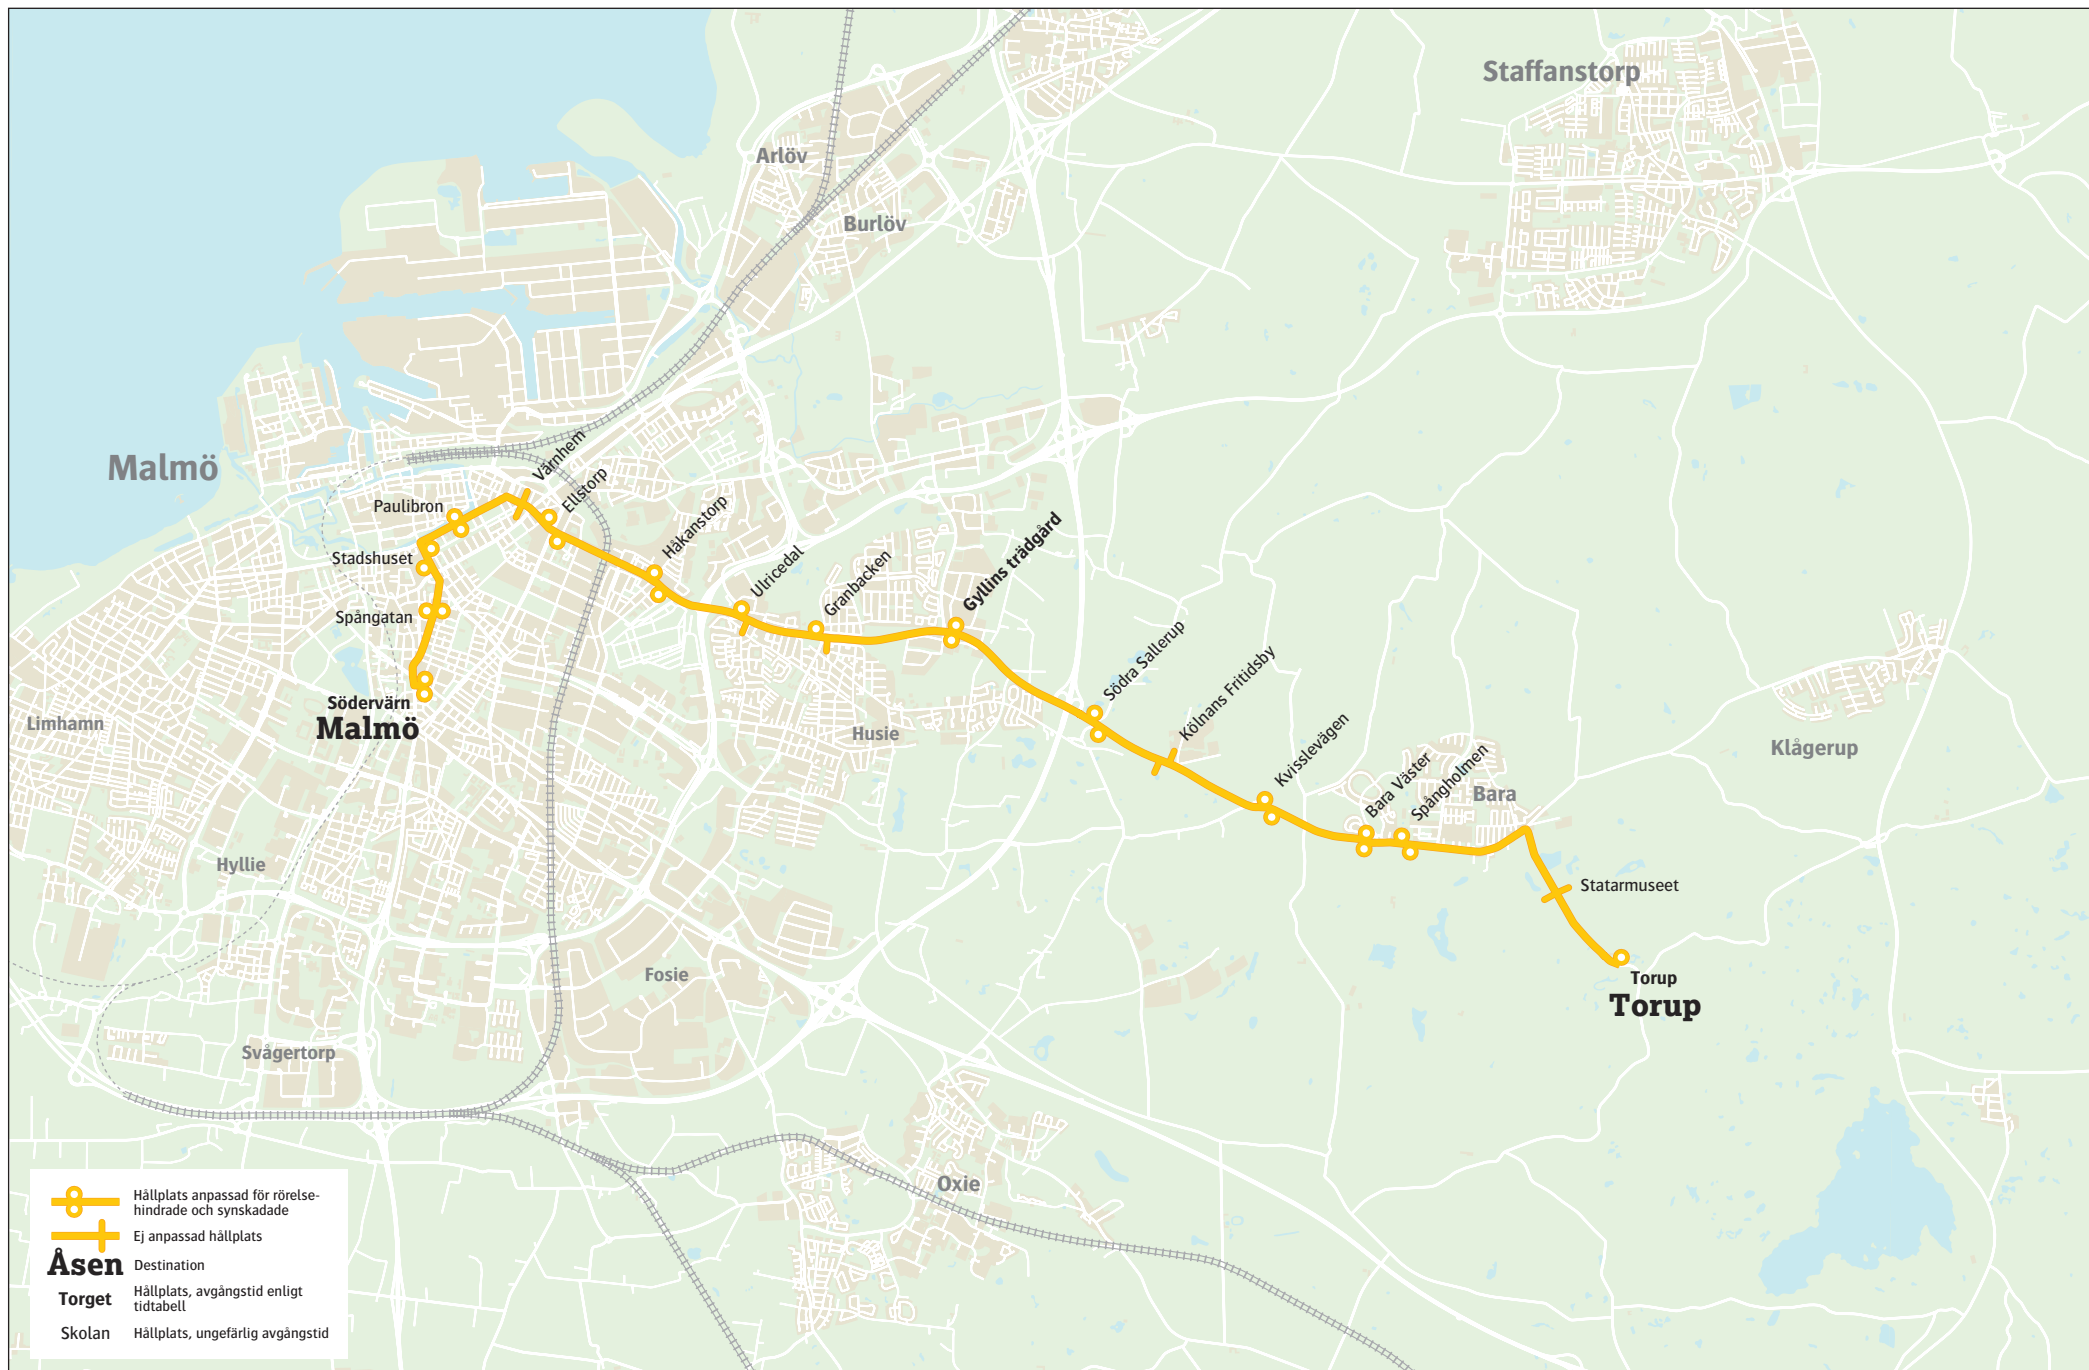 Staffanstorp
Arlöv
Burlöv
Malmö
Värnhem
Ellstorp
Paulibron
Håkanstorp
Stadshuset
Ulricedal
Granbacken
Gyllins trädgård
Spångatan
Södra Sallerup
Kölnans Fritidsby
Södervärn
Malmö
Limhamn
Husie
Kvisslevägen
Bara Väster
Spångholmen
Bara
Klågerup
Hyllie
Statarmuseet
Fosie
Torup
Torup
Svågertorp
Oxie
Hållplats anpassad för rörelse-
hindrade och synskadade
Ej anpassad hållplats
Åsen Destination
Torget Hållplats, avgångstid enligt
tidtabell
Skolan Hållplats, ungefärlig avgångstid